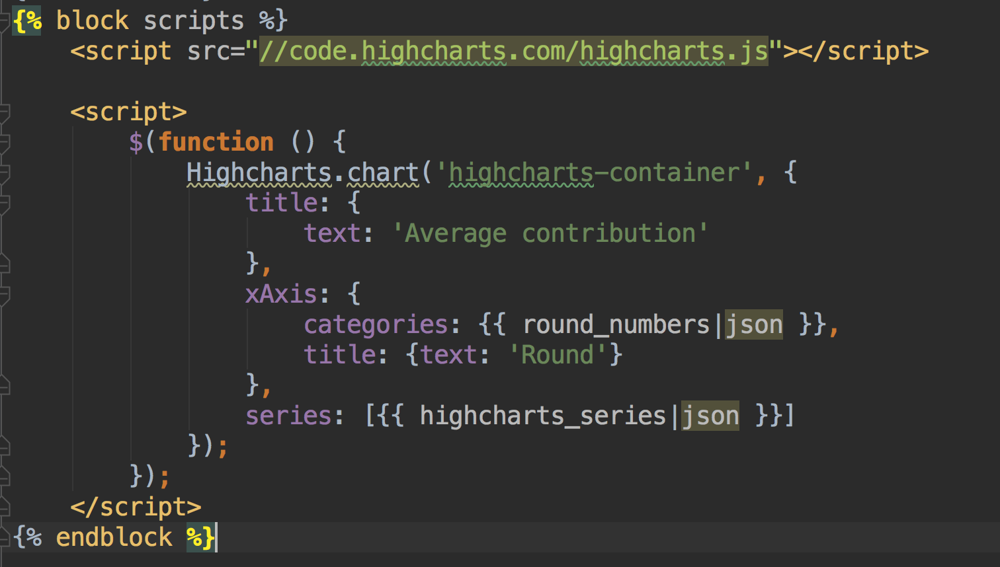 {% block scripts %}
    <script src="//code.highcharts.com/highcharts.js"></script>

    <script>
        $(function () {
            Highcharts.chart('highcharts-container', {
                title: {
                    text: 'Average contribution'
                },
                xAxis: {
                    categories: {{ round_numbers|json }},
                    title: {text: 'Round'}
                },
                series: [{{ highcharts_series|json }}]
            });
        });
    </script>
{% endblock %}